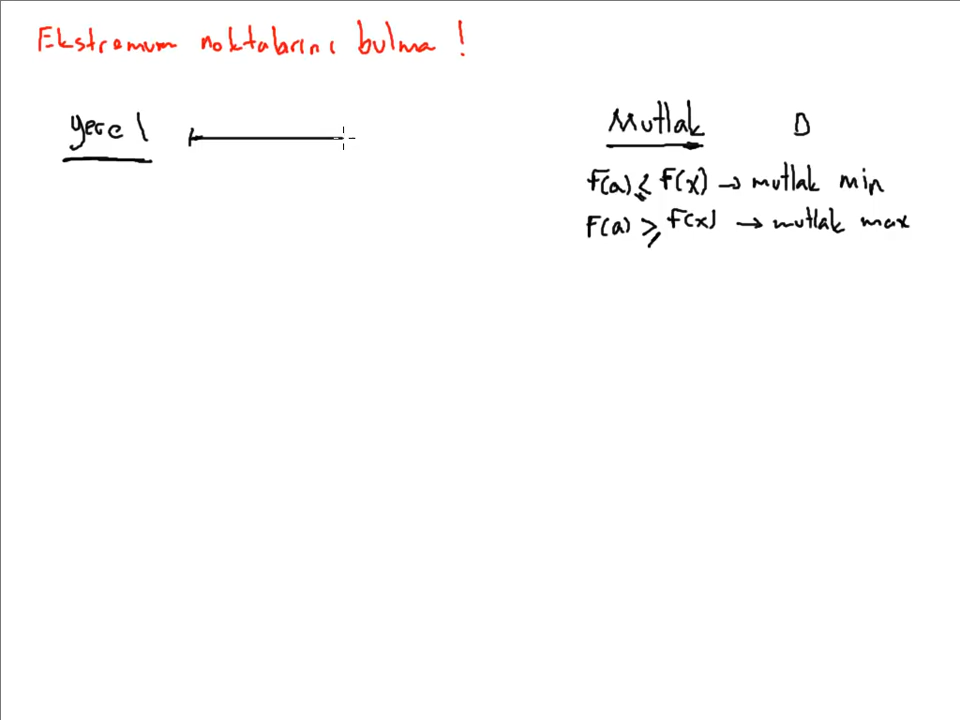 Ekstremum noktalarını bulma !
yerel
Mutlak D
f(a) ≤ f(x) → mutlak min
f(a) ≥ f(x) → mutlak max